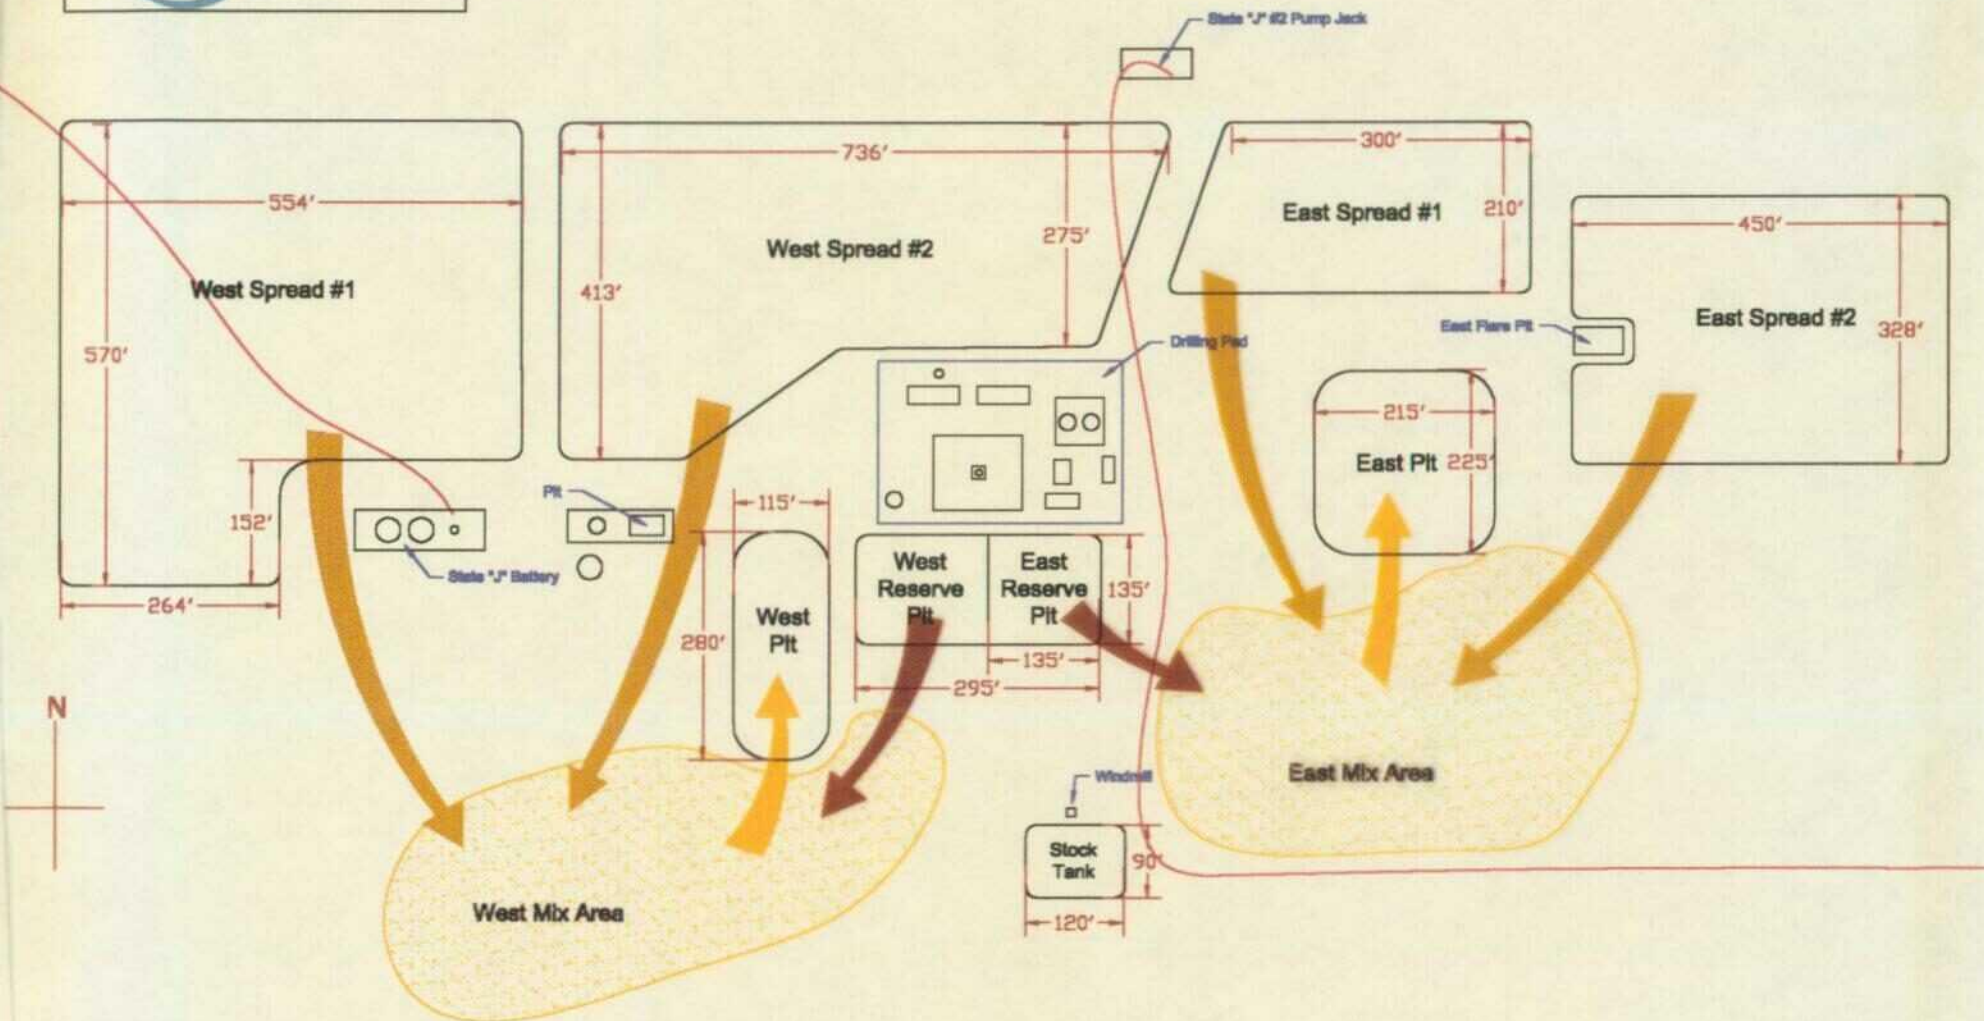 State "J" #2 Pump Jack
300'
736'
554'
East Spread #1
210'
450'
275'
West Spread #2
West Spread #1
413'
East Flare Pit
East Spread #2
328'
Drilling Pad
570'
215'
East Pit
225'
Pit
115'
152'
State "J" Battery
264'
West
Reserve
Pit
East
Reserve
Pit
135'
West
Pit
280'
135'
295'
N
East Mix Area
Windmill
Stock
Tank
90'
120'
West Mix Area